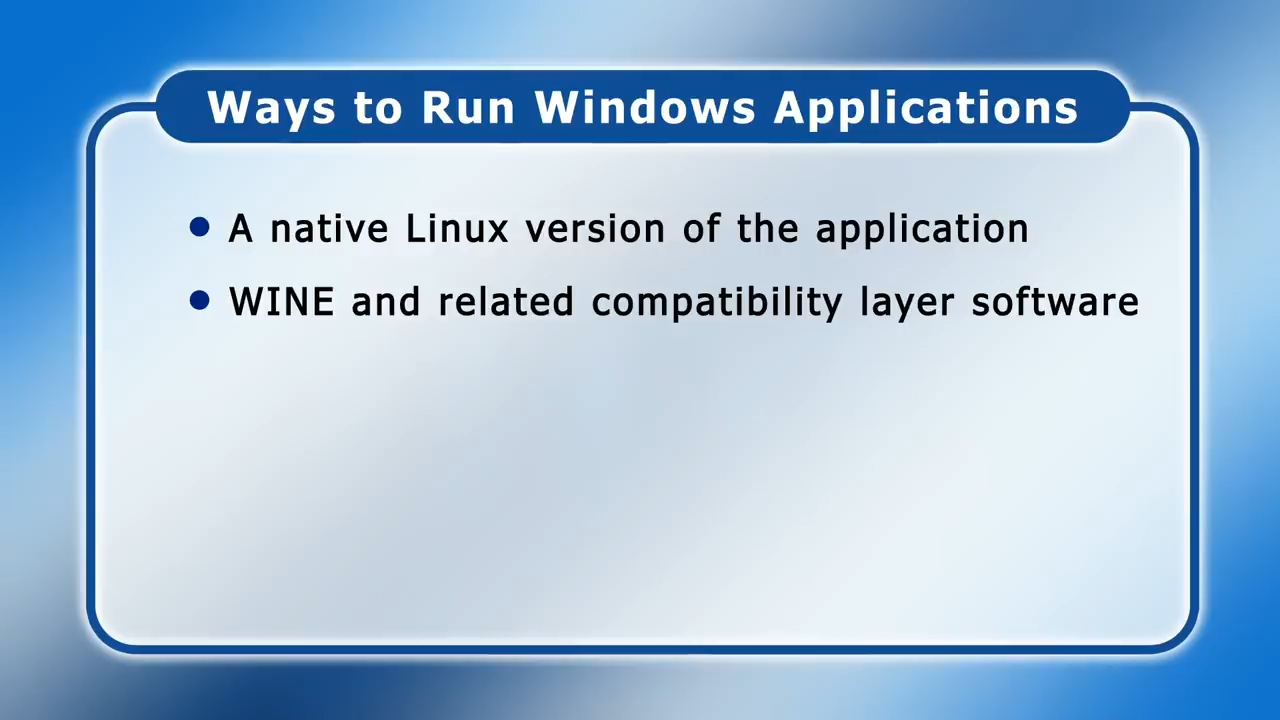 Ways to Run Windows Applications
● A native Linux version of the application
● WINE and related compatibility layer software